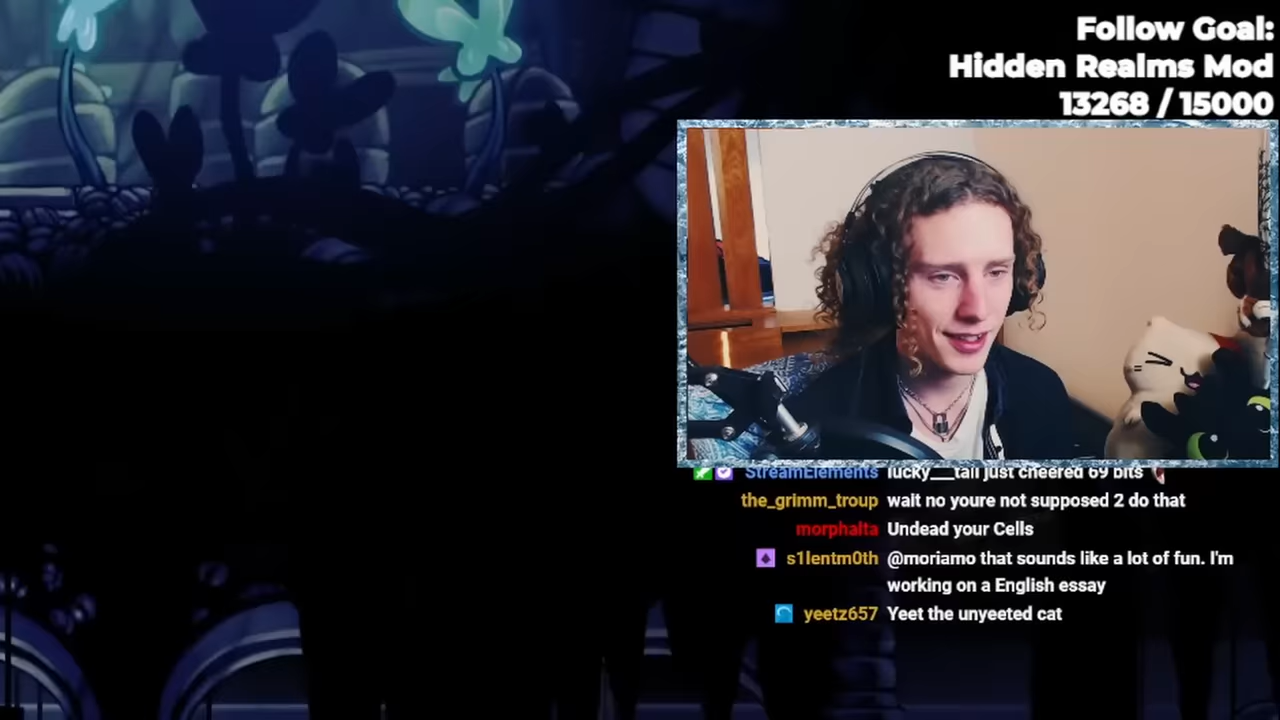 Follow Goal:
Hidden Realms Mod
13268 / 15000
StreamElements lucky___tail just cheered 69 bits
the_grimm_troup wait no youre not supposed 2 do that
morphalta Undead your Cells
s1lentm0th @moriamo that sounds like a lot of fun. I'm
working on a English essay
yeetz657 Yeet the unyeeted cat